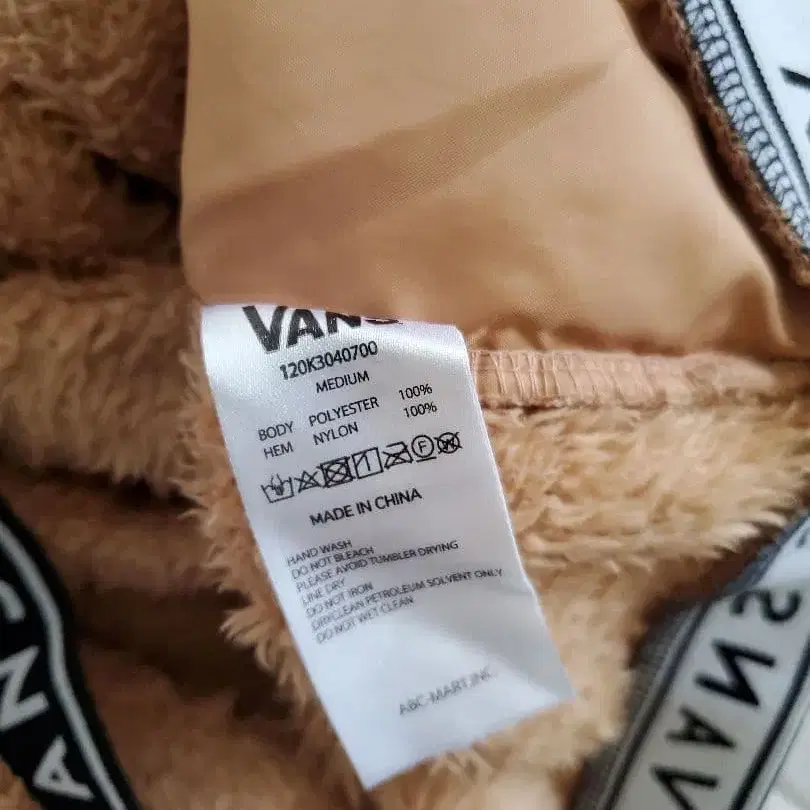 VANS
120K3040700
MEDIUM
BODY POLYESTER 100%
HEM NYLON 100%
F
MADE IN CHINA
HAND WASH
DO NOT BLEACH
PLEASE AVOID TUMBLER DRYING
LINE DRY
DO NOT IRON
DRYCLEAN PETROLEUM SOLVENT ONLY
DO NOT WET CLEAN
ABC-MART.INC.
ANS
VANS